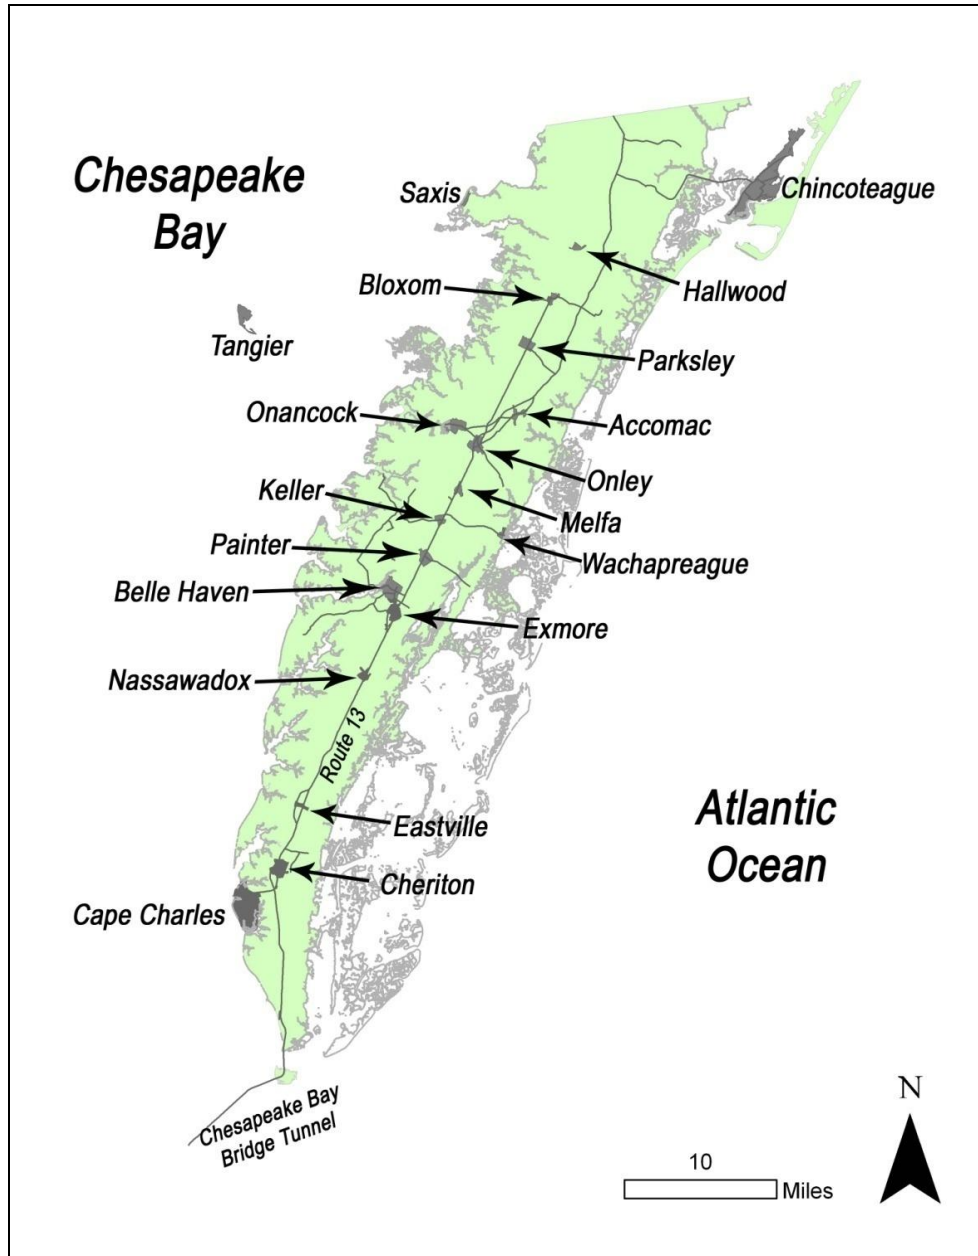 Chesapeake
Bay
Saxis
Chincoteague
Hallwood
Bloxom
Tangier
Parksley
Onancock
Accomac
Onley
Keller
Melfa
Painter
Wachapreague
Belle Haven
Exmore
Nassawadox
Route 13
Eastville
Atlantic
Ocean
Cheriton
Cape Charles
Chesapeake Bay
Bridge Tunnel
N
10
Miles